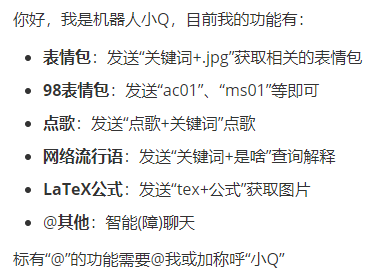 你好，我是机器人小Q，目前我的功能有：
表情包：发送“关键词+.jpg”获取相关的表情包
98表情包：发送“ac01”、“ms01”等即可
点歌：发送“点歌+关键词”点歌
网络流行语：发送“关键词+是啥”查询解释
LaTeX公式：发送“tex+公式”获取图片
@其他：智能(障)聊天
标有“@”的功能需要@我或加称呼“小Q”